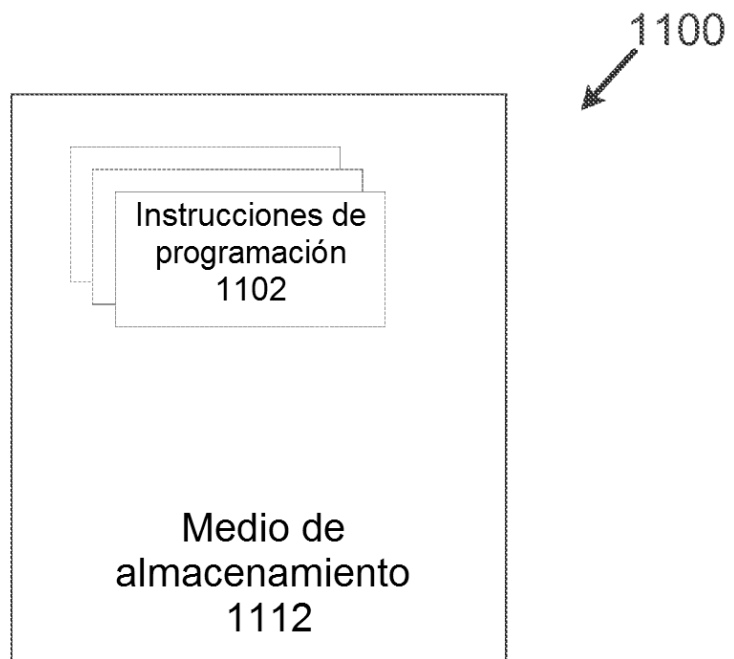 1100
Instrucciones de
programación
1102
Medio de
almacenamiento
1112